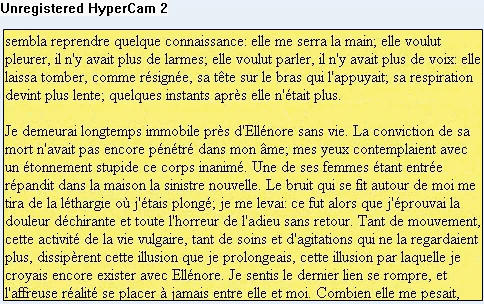 Unregistered HyperCam 2
sembla reprendre quelque connaissance: elle me serra la main; elle voulut
pleurer, il n'y avait plus de larmes; elle voulut parler, il n'y avait plus de voix: elle
laissa tomber, comme résignée, sa tête sur le bras qui l'appuyait; sa respiration
devint plus lente; quelques instants après elle n'était plus.
Je demeurai longtemps immobile près d'Ellénore sans vie. La conviction de sa
mort n'avait pas encore pénétré dans mon âme; mes yeux contemplaient avec
un étonnement stupide ce corps inanimé. Une de ses femmes étant entrée
répandit dans la maison la sinistre nouvelle. Le bruit qui se fit autour de moi me
tira de la léthargie où j'étais plongé; je me levai: ce fut alors que j'éprouvai la
douleur déchirante et toute l'horreur de l'adieu sans retour. Tant de mouvement,
cette activité de la vie vulgaire, tant de soins et d'agitations qui ne la regardaient
plus, dissipèrent cette illusion que je prolongeais, cette illusion par laquelle je
croyais encore exister avec Ellénore. Je sentis le dernier lien se rompre, et
l'affreuse réalité se placer à jamais entre elle et moi. Combien elle me pesait,